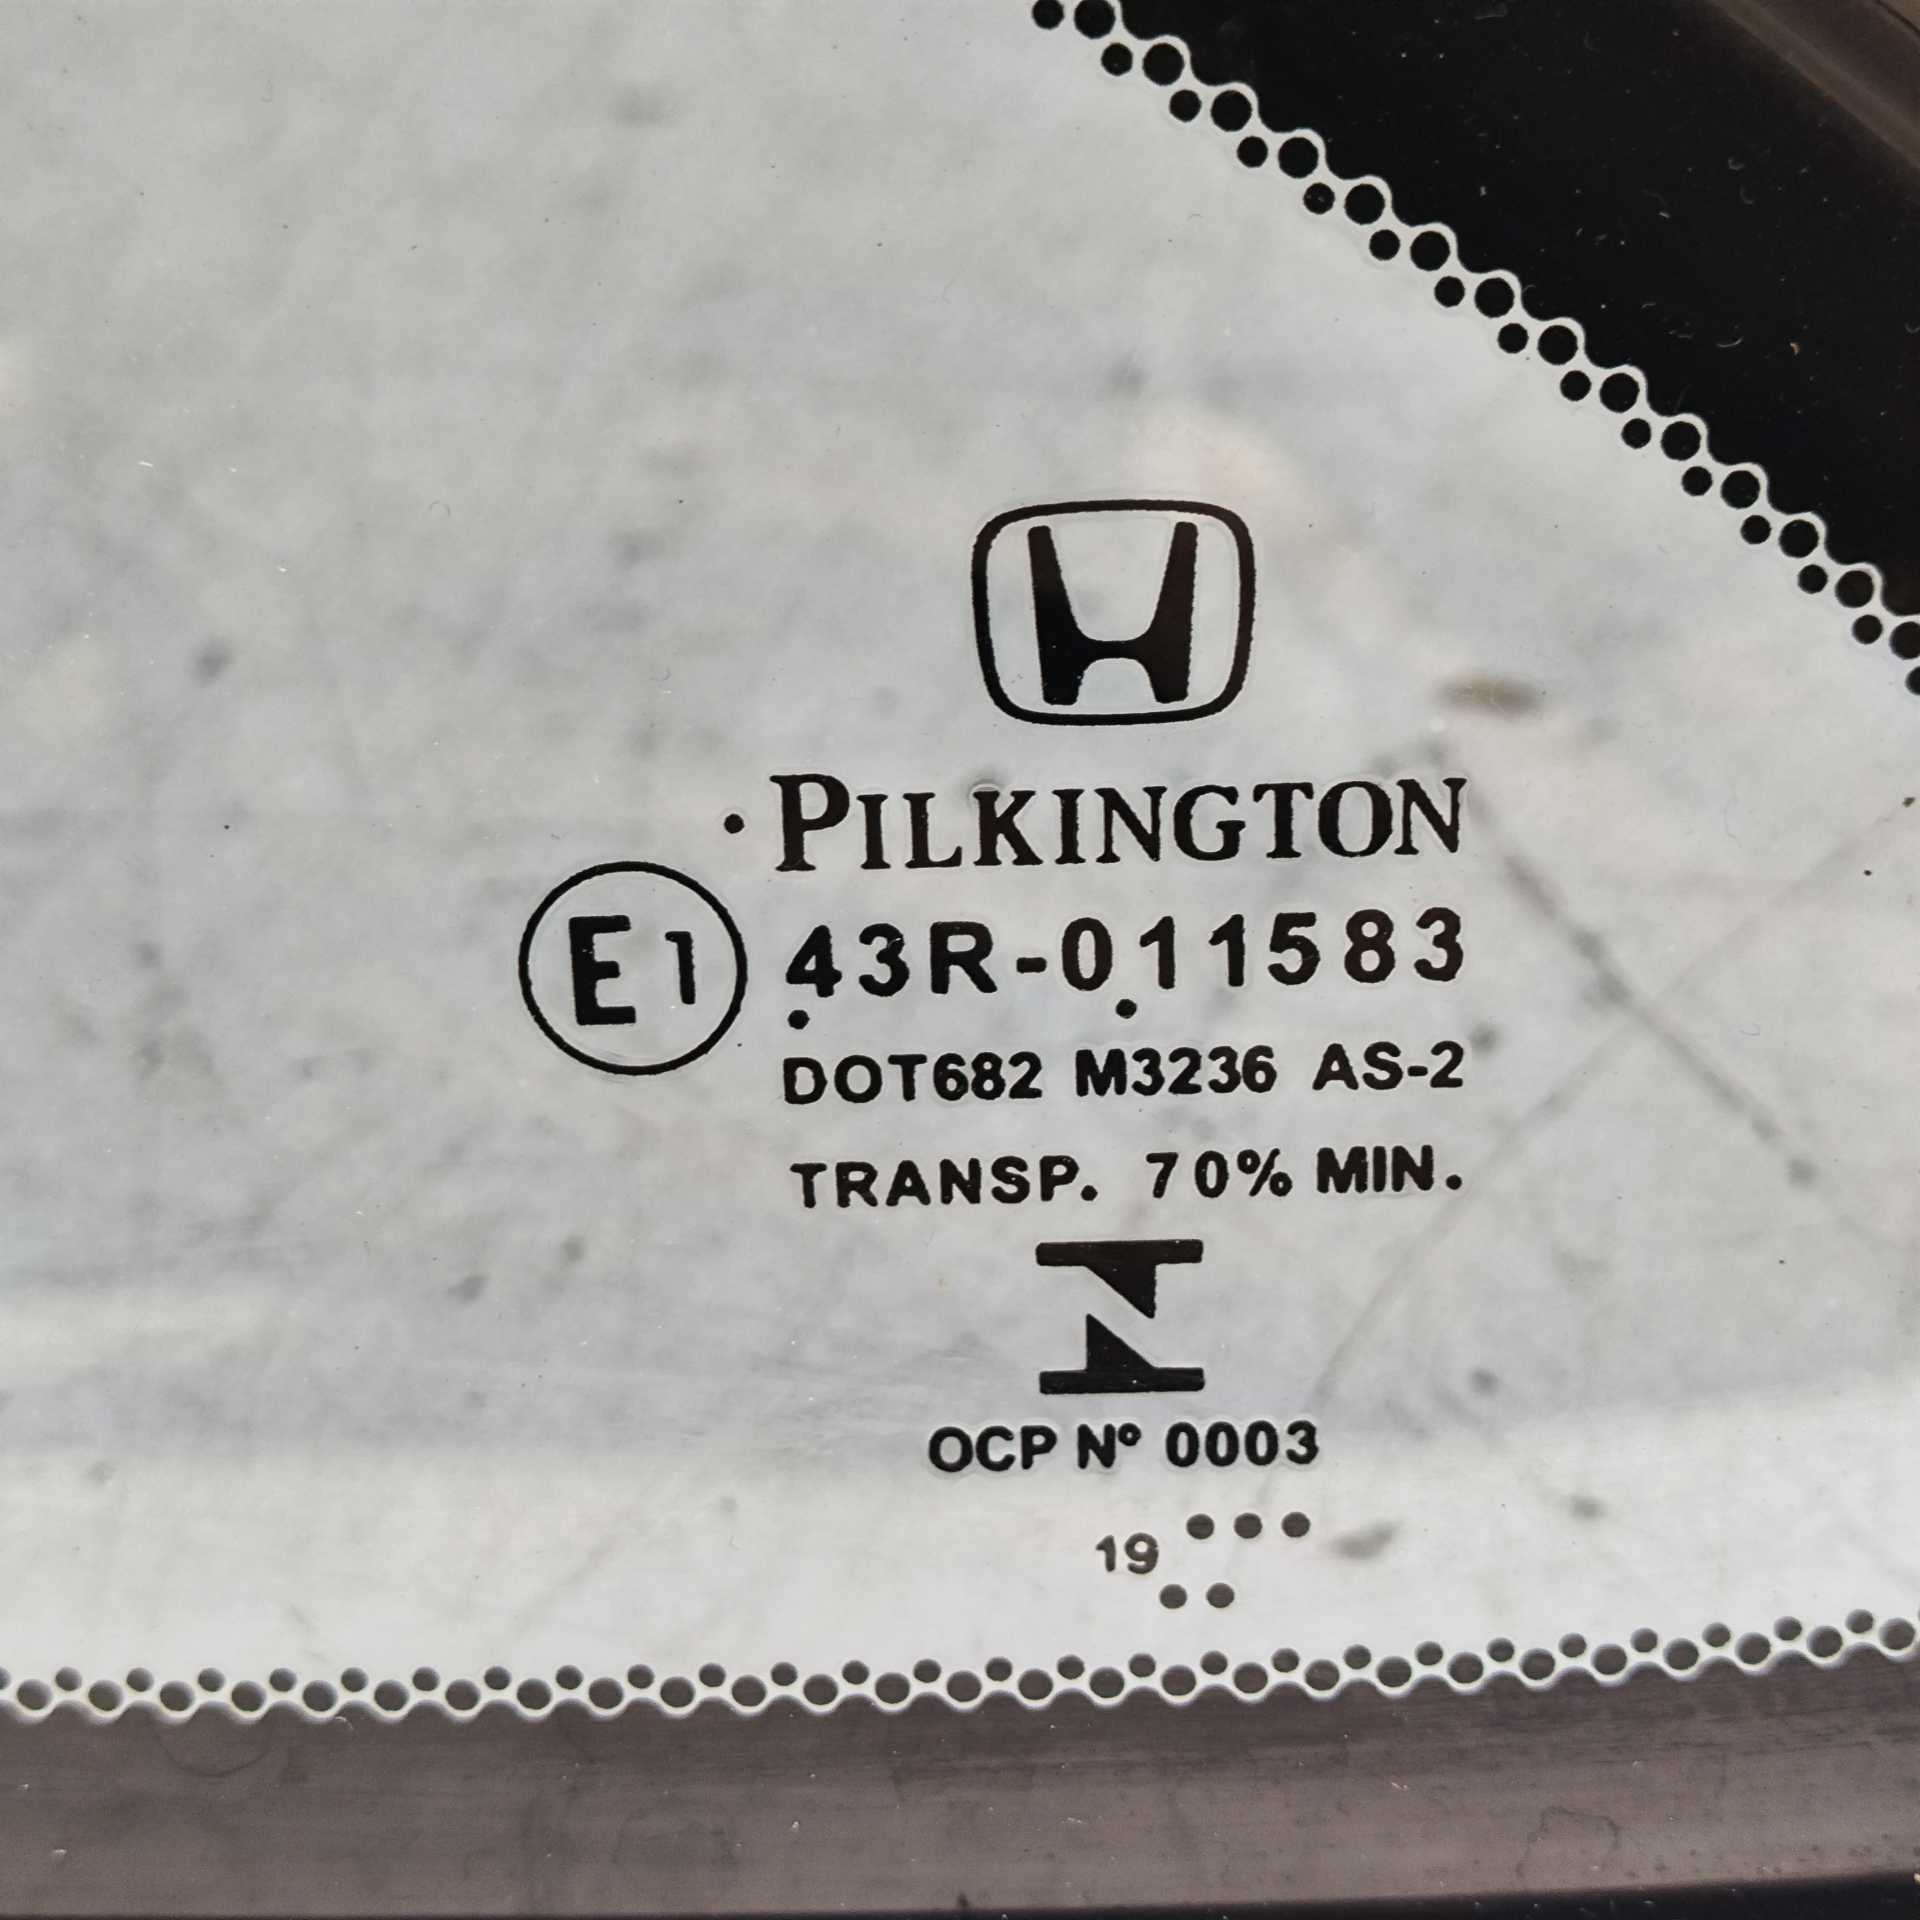 PILKINGTON
E1 43R-011583
DOT682 M3236 AS-2
TRANSP. 70% MIN.
OCP Nº 0003
19